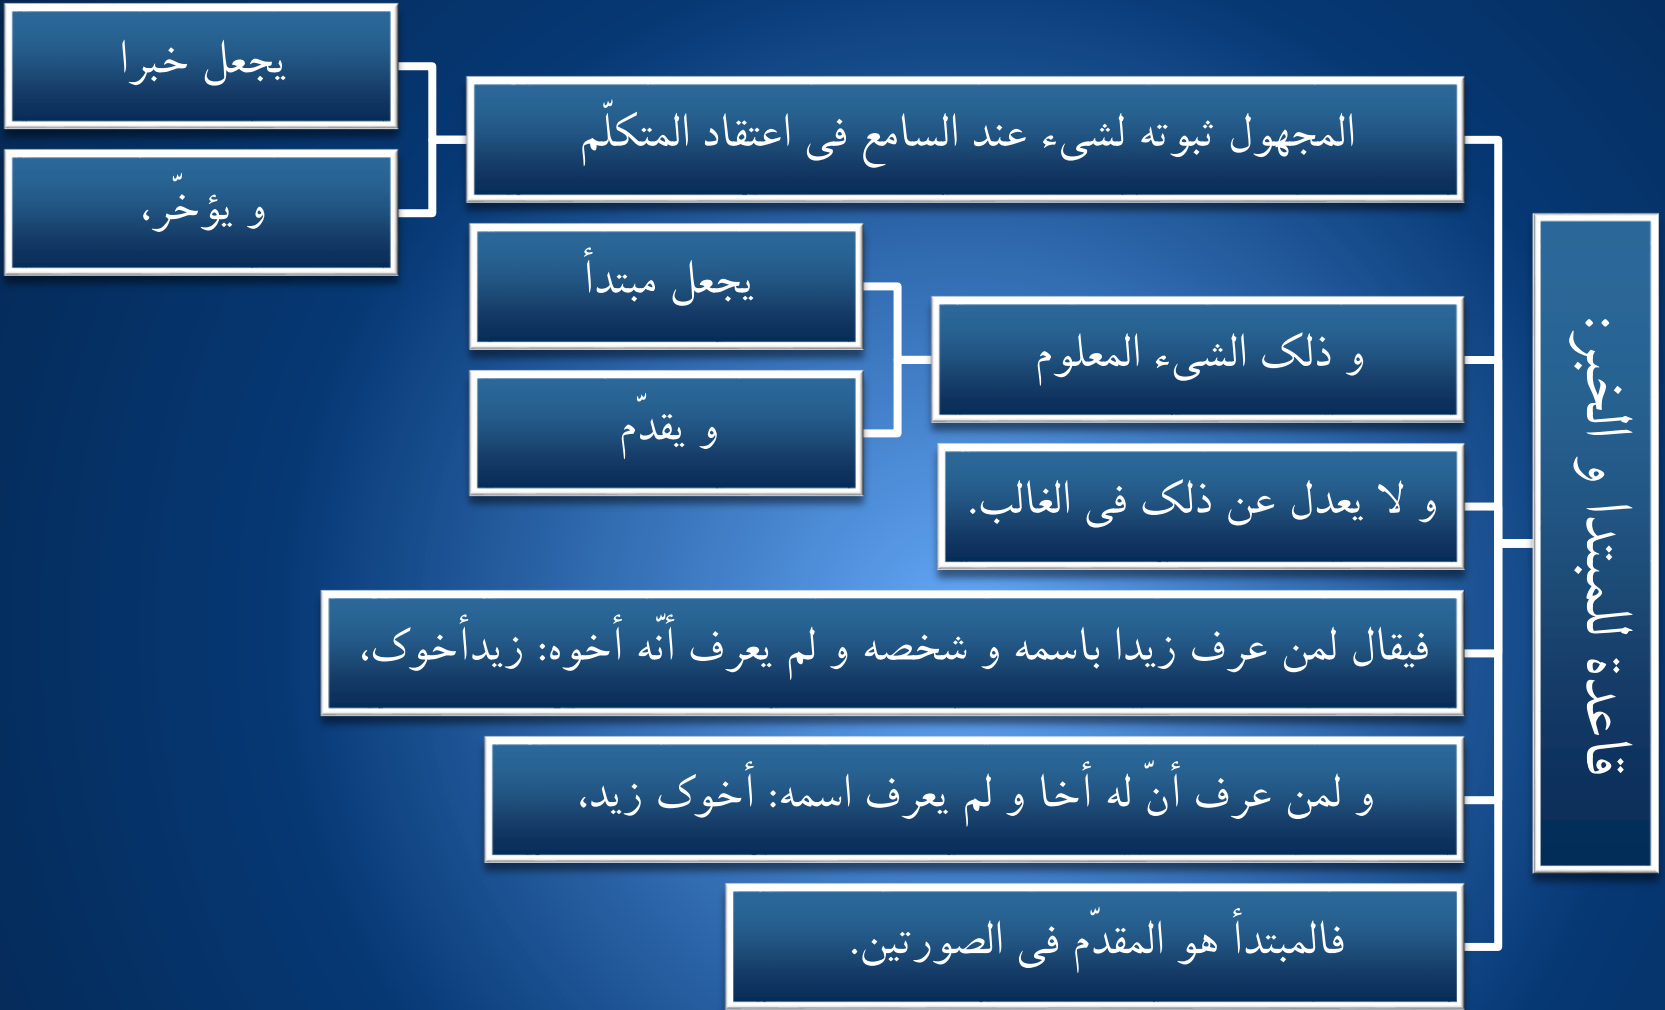 قاعدة للمبتدا و الخبر:
المجهول ثبوته لشیء عند السامع فی اعتقاد المتکلّم
یجعل خبرا
و یؤخّر،
و ذلک الشیء المعلوم
یجعل مبتدأ
و یقدّم
و لا یعدل عن ذلک فی الغالب.
فیقال لمن عرف زیدا باسمه و شخصه و لم یعرف أنّه أخوه: زیدأخوک،
و لمن عرف أنّ له أخا و لم یعرف اسمه: أخوک زید،
فالمبتدأ هو المقدّم فی الصورتین.